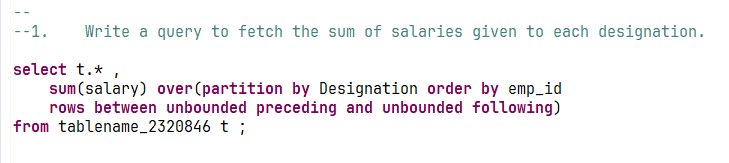 --
--1.    Write a query to fetch the sum of salaries given to each designation.
select t.* ,
    sum(salary) over(partition by Designation order by emp_id
    rows between unbounded preceding and unbounded following)
from tablename_2320846 t ;